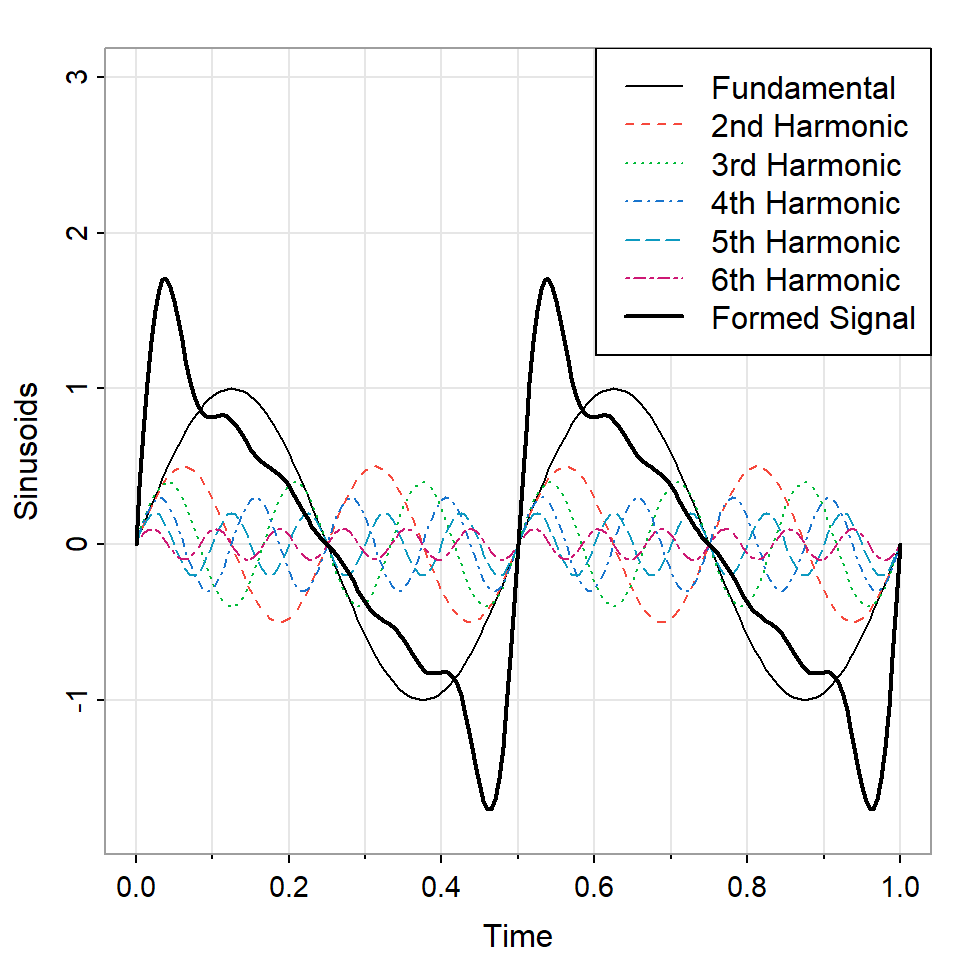 3
2
1
0
-1
Sinusoids
Fundamental
2nd Harmonic
3rd Harmonic
4th Harmonic
5th Harmonic
6th Harmonic
Formed Signal
0.0 0.2 0.4 0.6 0.8 1.0
Time